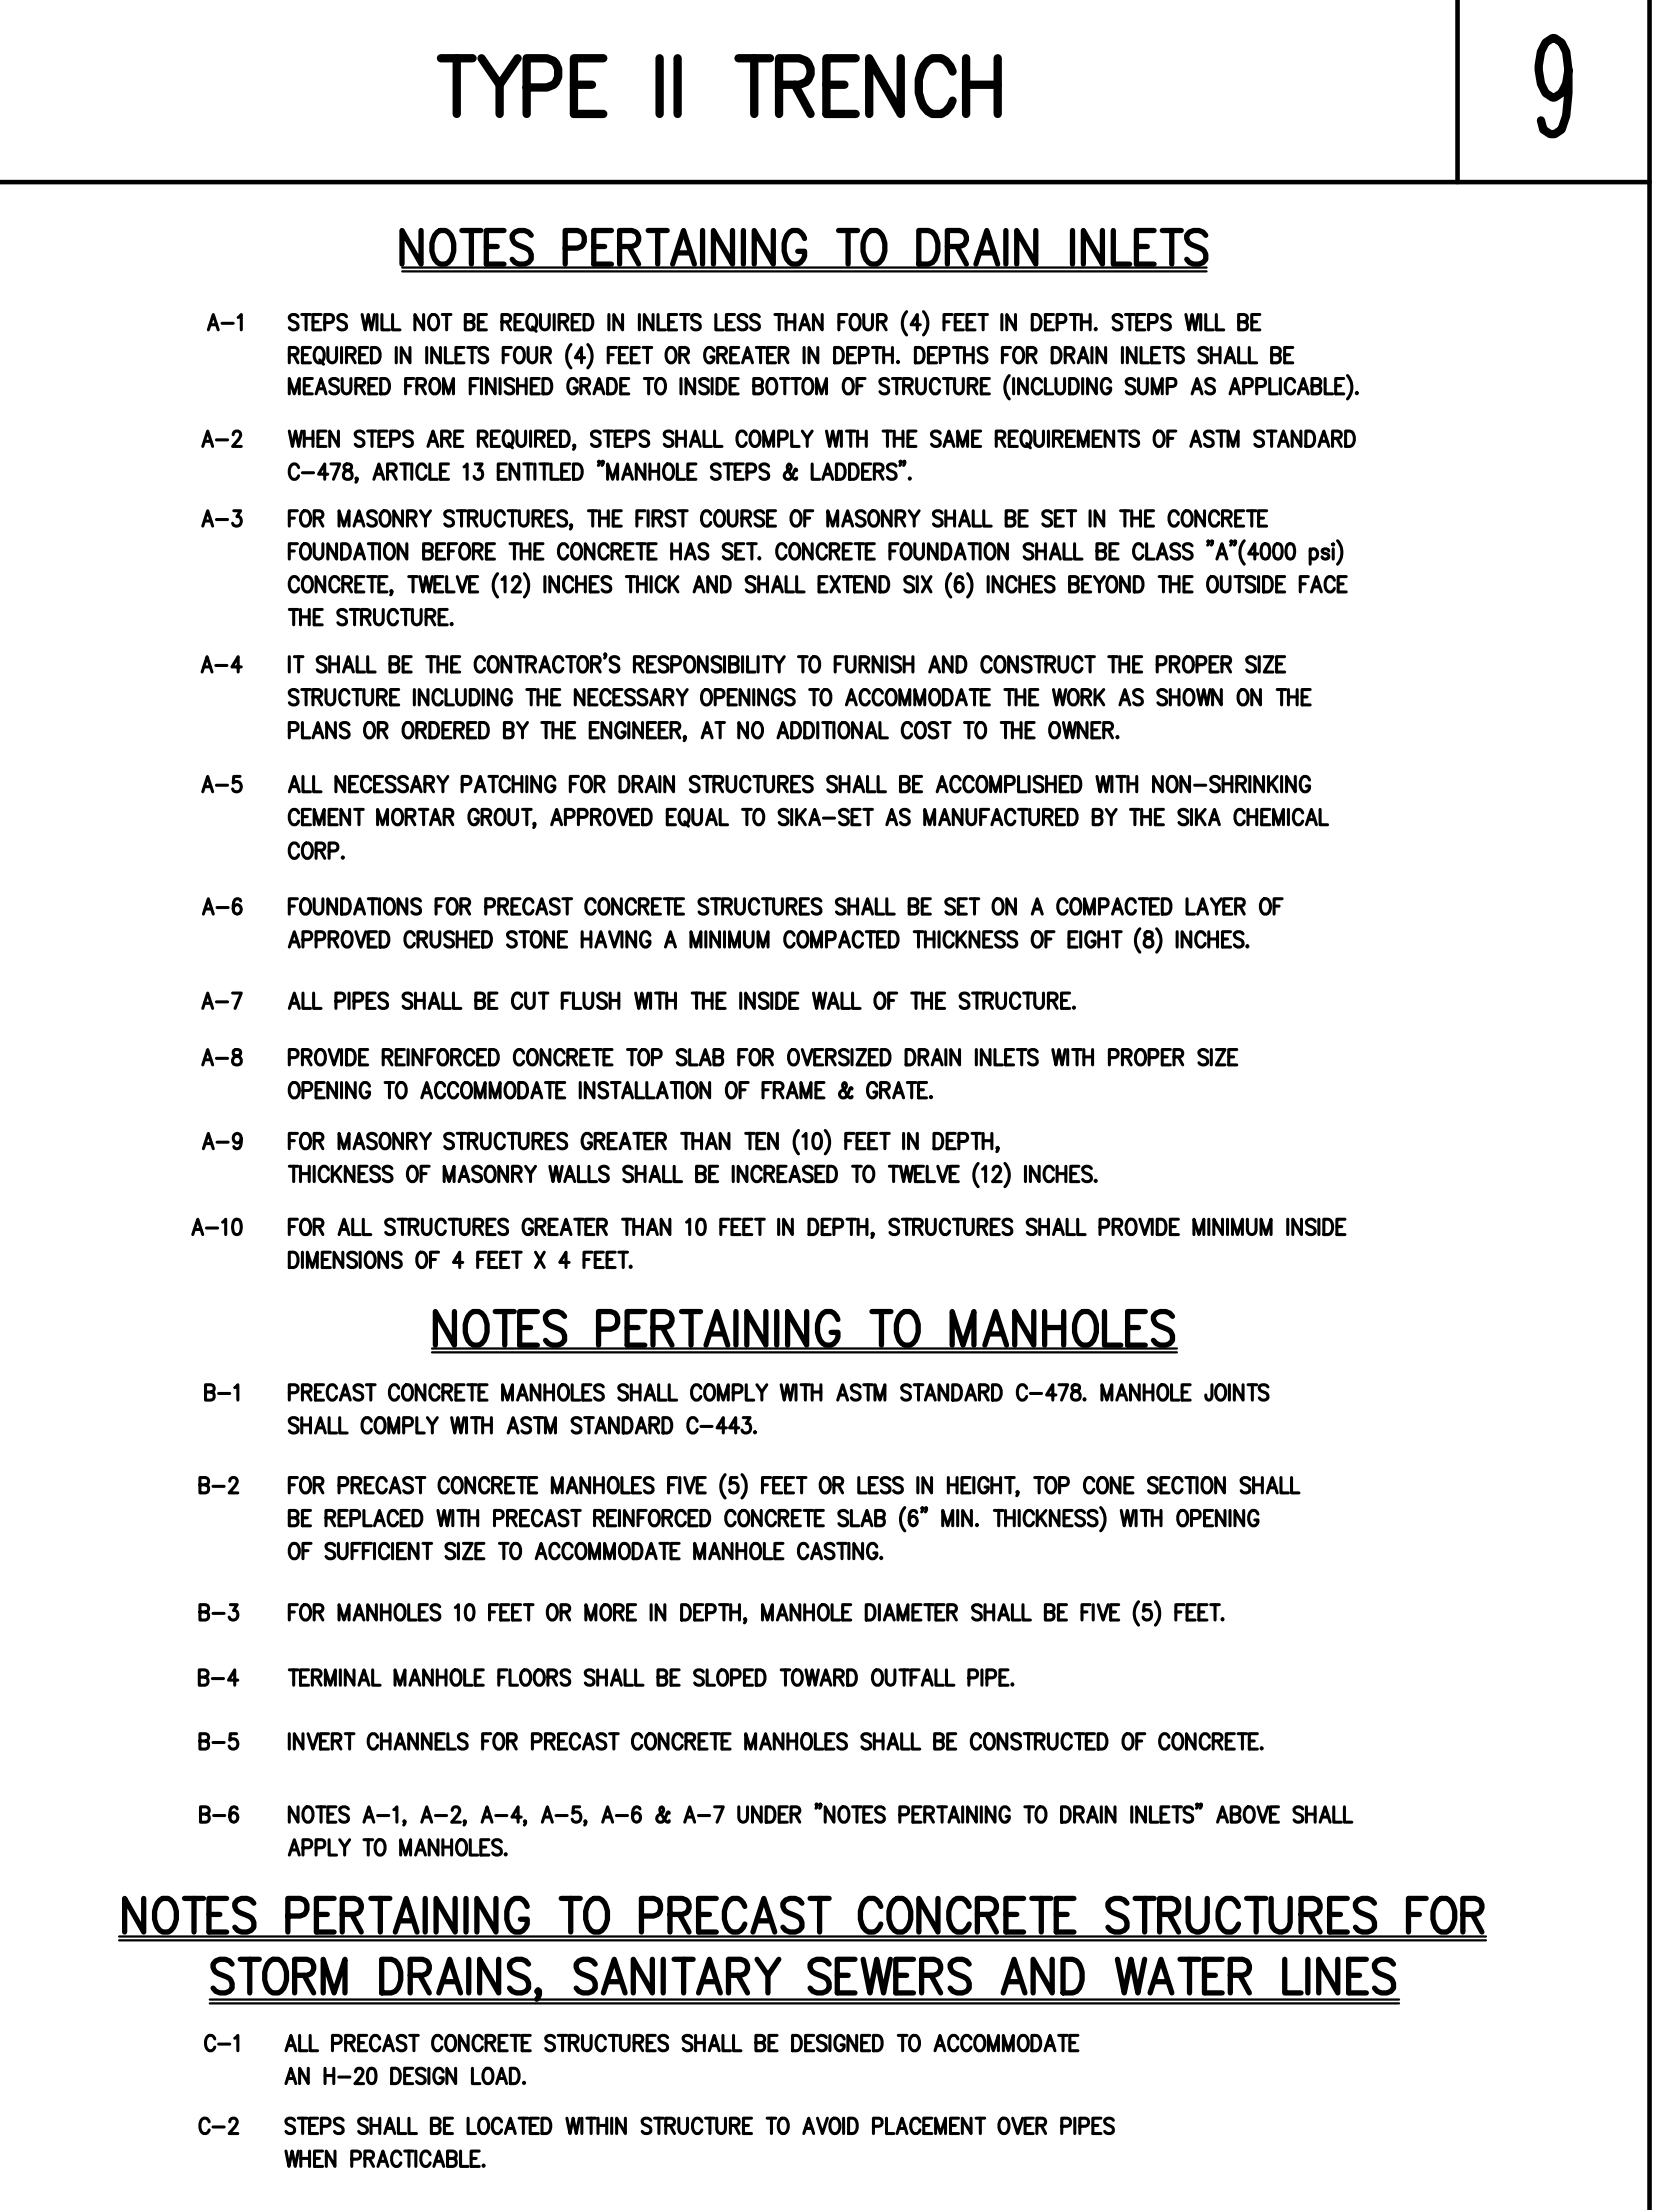 TYPE II TRENCH
9
NOTES PERTAINING TO DRAIN INLETS
A-1 STEPS WILL NOT BE REQUIRED IN INLETS LESS THAN FOUR (4) FEET IN DEPTH. STEPS WILL BE
REQUIRED IN INLETS FOUR (4) FEET OR GREATER IN DEPTH. DEPTHS FOR DRAIN INLETS SHALL BE
MEASURED FROM FINISHED GRADE TO INSIDE BOTTOM OF STRUCTURE (INCLUDING SUMP AS APPLICABLE).
A-2 WHEN STEPS ARE REQUIRED, STEPS SHALL COMPLY WITH THE SAME REQUIREMENTS OF ASTM STANDARD
C-478, ARTICLE 13 ENTITLED "MANHOLE STEPS & LADDERS".
A-3 FOR MASONRY STRUCTURES, THE FIRST COURSE OF MASONRY SHALL BE SET IN THE CONCRETE
FOUNDATION BEFORE THE CONCRETE HAS SET. CONCRETE FOUNDATION SHALL BE CLASS "A"(4000 psi)
CONCRETE, TWELVE (12) INCHES THICK AND SHALL EXTEND SIX (6) INCHES BEYOND THE OUTSIDE FACE
THE STRUCTURE.
A-4 IT SHALL BE THE CONTRACTOR'S RESPONSIBILITY TO FURNISH AND CONSTRUCT THE PROPER SIZE
STRUCTURE INCLUDING THE NECESSARY OPENINGS TO ACCOMMODATE THE WORK AS SHOWN ON THE
PLANS OR ORDERED BY THE ENGINEER, AT NO ADDITIONAL COST TO THE OWNER.
A-5 ALL NECESSARY PATCHING FOR DRAIN STRUCTURES SHALL BE ACCOMPLISHED WITH NON-SHRINKING
CEMENT MORTAR GROUT, APPROVED EQUAL TO SIKA-SET AS MANUFACTURED BY THE SIKA CHEMICAL
CORP.
A-6 FOUNDATIONS FOR PRECAST CONCRETE STRUCTURES SHALL BE SET ON A COMPACTED LAYER OF
APPROVED CRUSHED STONE HAVING A MINIMUM COMPACTED THICKNESS OF EIGHT (8) INCHES.
A-7 ALL PIPES SHALL BE CUT FLUSH WITH THE INSIDE WALL OF THE STRUCTURE.
A-8 PROVIDE REINFORCED CONCRETE TOP SLAB FOR OVERSIZED DRAIN INLETS WITH PROPER SIZE
OPENING TO ACCOMMODATE INSTALLATION OF FRAME & GRATE.
A-9 FOR MASONRY STRUCTURES GREATER THAN TEN (10) FEET IN DEPTH,
THICKNESS OF MASONRY WALLS SHALL BE INCREASED TO TWELVE (12) INCHES.
A-10 FOR ALL STRUCTURES GREATER THAN 10 FEET IN DEPTH, STRUCTURES SHALL PROVIDE MINIMUM INSIDE
DIMENSIONS OF 4 FEET X 4 FEET.
NOTES PERTAINING TO MANHOLES
B-1 PRECAST CONCRETE MANHOLES SHALL COMPLY WITH ASTM STANDARD C-478. MANHOLE JOINTS
SHALL COMPLY WITH ASTM STANDARD C-443.
B-2 FOR PRECAST CONCRETE MANHOLES FIVE (5) FEET OR LESS IN HEIGHT, TOP CONE SECTION SHALL
BE REPLACED WITH PRECAST REINFORCED CONCRETE SLAB (6" MIN. THICKNESS) WITH OPENING
OF SUFFICIENT SIZE TO ACCOMMODATE MANHOLE CASTING.
B-3 FOR MANHOLES 10 FEET OR MORE IN DEPTH, MANHOLE DIAMETER SHALL BE FIVE (5) FEET.
B-4 TERMINAL MANHOLE FLOORS SHALL BE SLOPED TOWARD OUTFALL PIPE.
B-5 INVERT CHANNELS FOR PRECAST CONCRETE MANHOLES SHALL BE CONSTRUCTED OF CONCRETE.
B-6 NOTES A-1, A-2, A-4, A-5, A-6 & A-7 UNDER "NOTES PERTAINING TO DRAIN INLETS" ABOVE SHALL
APPLY TO MANHOLES.
NOTES PERTAINING TO PRECAST CONCRETE STRUCTURES FOR
STORM DRAINS, SANITARY SEWERS AND WATER LINES
C-1 ALL PRECAST CONCRETE STRUCTURES SHALL BE DESIGNED TO ACCOMMODATE
AN H-20 DESIGN LOAD.
C-2 STEPS SHALL BE LOCATED WITHIN STRUCTURE TO AVOID PLACEMENT OVER PIPES
WHEN PRACTICABLE.